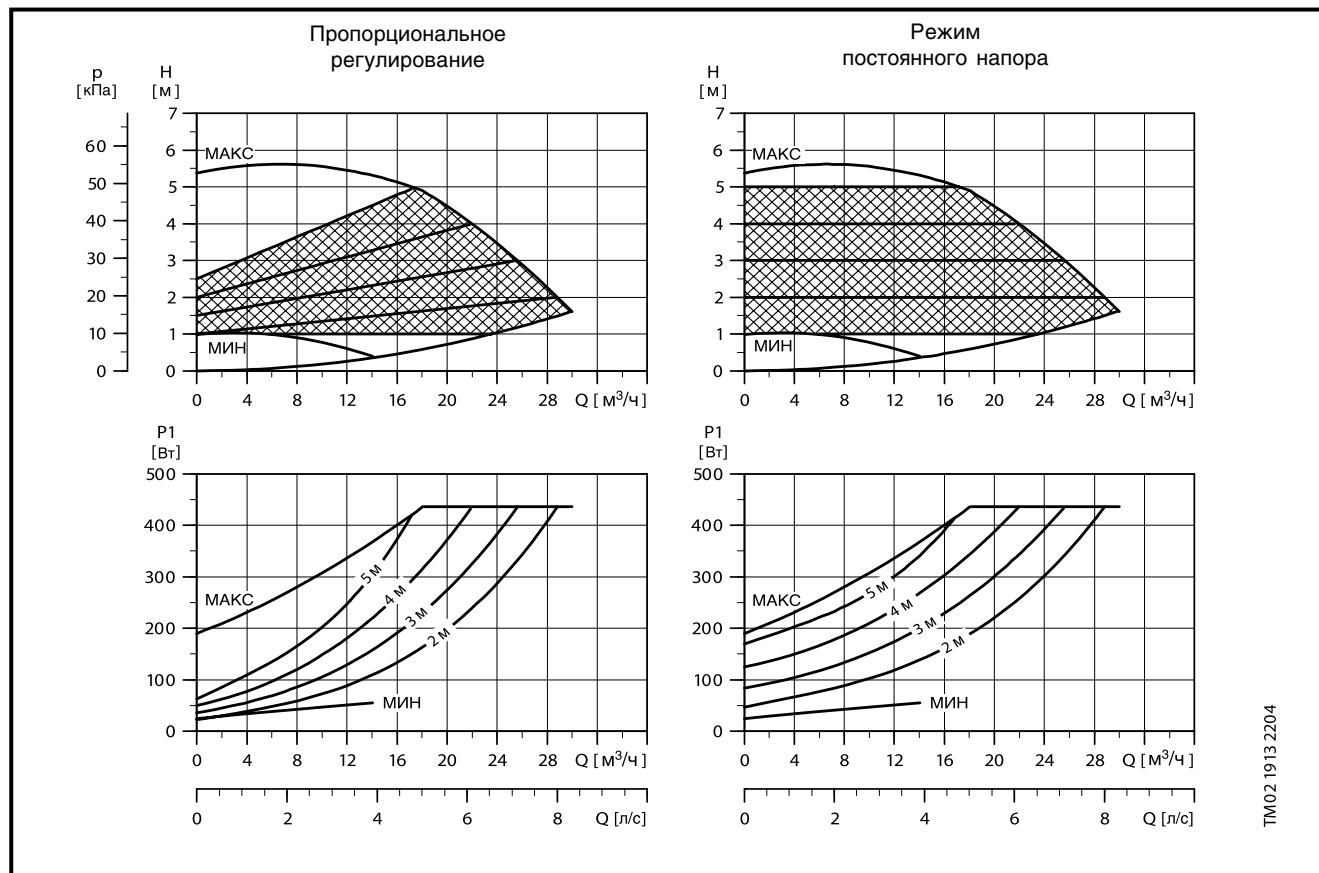 Пропорциональное
регулирование
Режим
постоянного напора
p
[кПа]
H
[м]
H
[м]
7
6
5
4
3
2
1
0
60
50
40
30
20
10
0
МАКС
МИН
0 4 8 12 16 20 24 28 Q [м³/ч]
7
6
5
4
3
2
1
0
МАКС
МИН
0 4 8 12 16 20 24 28 Q [м³/ч]
P1
[Вт]
500
400
300
200
100
0
МАКС
5 м
4 м
3 м
2 м
МИН
0 4 8 12 16 20 24 28 Q [м³/ч]
0 2 4 6 8 Q [л/с]
P1
[Вт]
500
400
300
200
100
0
МАКС
5 м
4 м
3 м
2 м
МИН
0 4 8 12 16 20 24 28 Q [м³/ч]
0 2 4 6 8 Q [л/с]
TM02 1913 2204